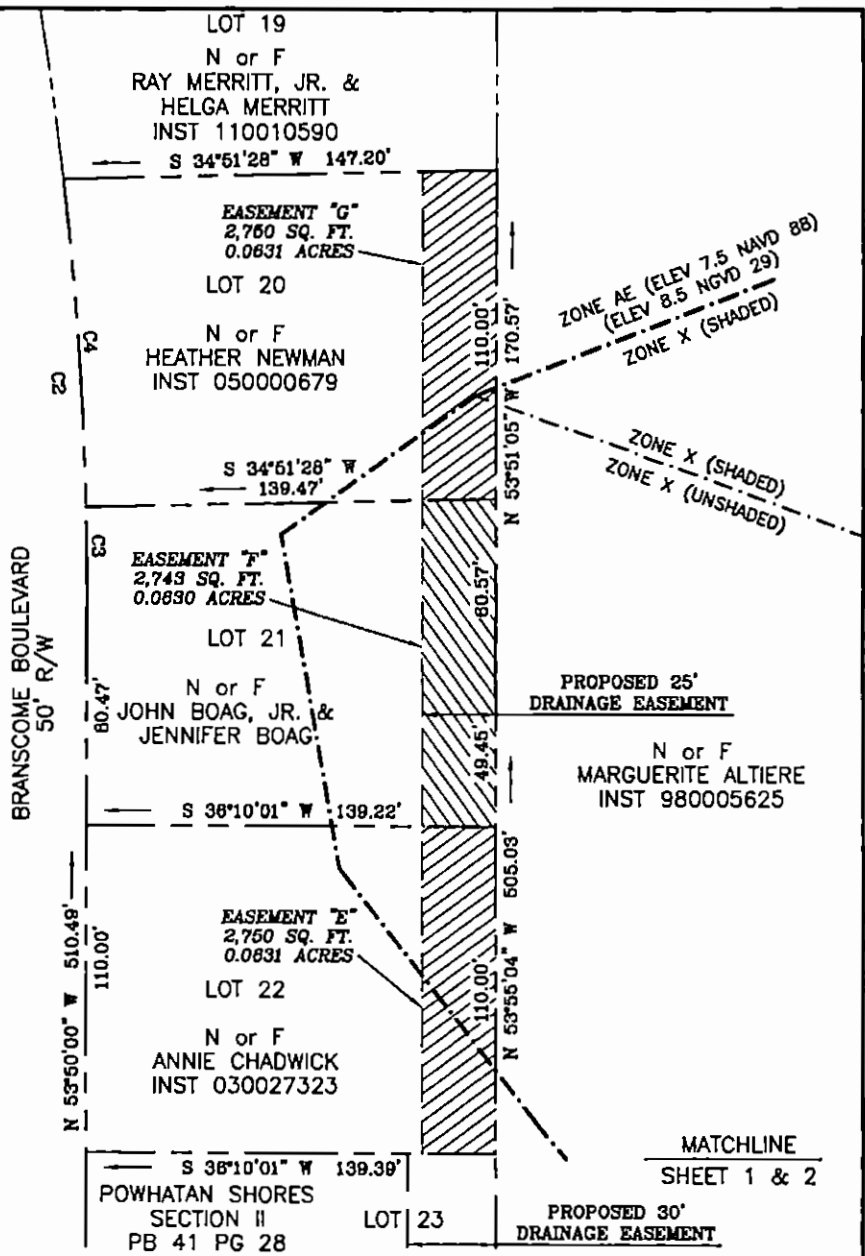 LOT 19
N or F
RAY MERRITT, JR. &
HELGA MERRITT
INST 110010590
S 34°51'28" W 147.20'
EASEMENT "G"
2,750 SQ. FT.
0.0631 ACRES
LOT 20
N or F
HEATHER NEWMAN
INST 050000679
C4
C2
110.00'
N 53°51'05" W 170.57'
ZONE AE (ELEV 7.5 NAVD 88)
(ELEV 8.5 NGVD 29)
ZONE X (SHADED)
ZONE X (SHADED)
ZONE X (UNSHADED)
S 34°51'28" W
139.47'
C3
EASEMENT "F"
2,743 SQ. FT.
0.0630 ACRES
LOT 21
N or F
JOHN BOAG, JR. &
JENNIFER BOAG
BRANSCOME BOULEVARD
50' R/W
60.47'
60.57'
49.45'
PROPOSED 25'
DRAINAGE EASEMENT
N or F
MARGUERITE ALTIERE
INST 980005625
S 36°10'01" W 139.22'
EASEMENT "E"
2,750 SQ. FT.
0.0631 ACRES
LOT 22
N or F
ANNIE CHADWICK
INST 030027323
N 53°50'00" W 510.49'
110.00'
110.00'
N 53°55'04" W 505.03'
MATCHLINE
SHEET 1 & 2
S 36°10'01" W 139.39'
POWHATAN SHORES
SECTION II
PB 41 PG 28
LOT 23
PROPOSED 30'
DRAINAGE EASEMENT